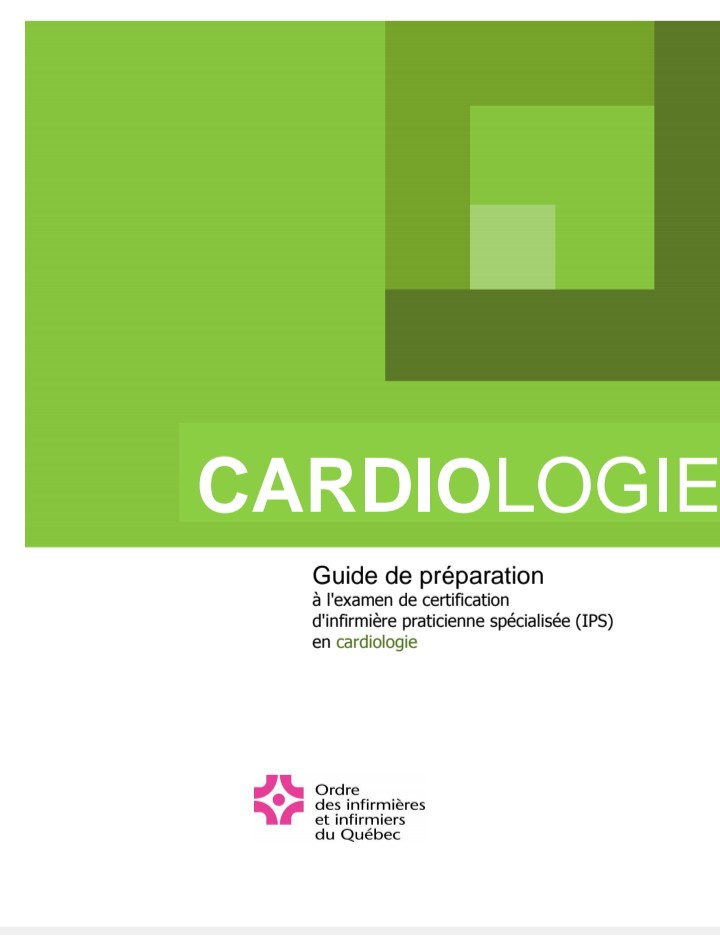 CARDIOLOGIE
Guide de préparation
à l'examen de certification
d'infirmière praticienne spécialisée (IPS)
en cardiologie
Ordre
des infirmières
et infirmiers
du Québec